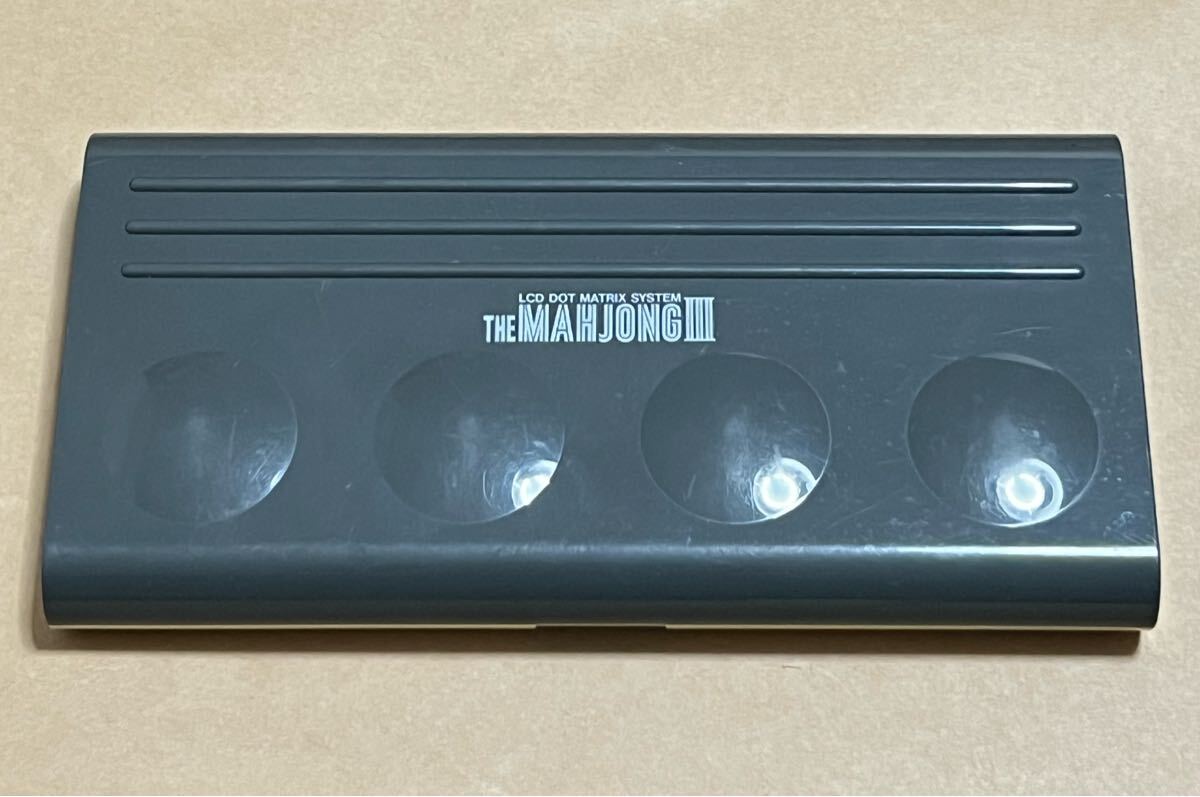 LCD DOT MATRIX SYSTEM
THE MAHJONG III